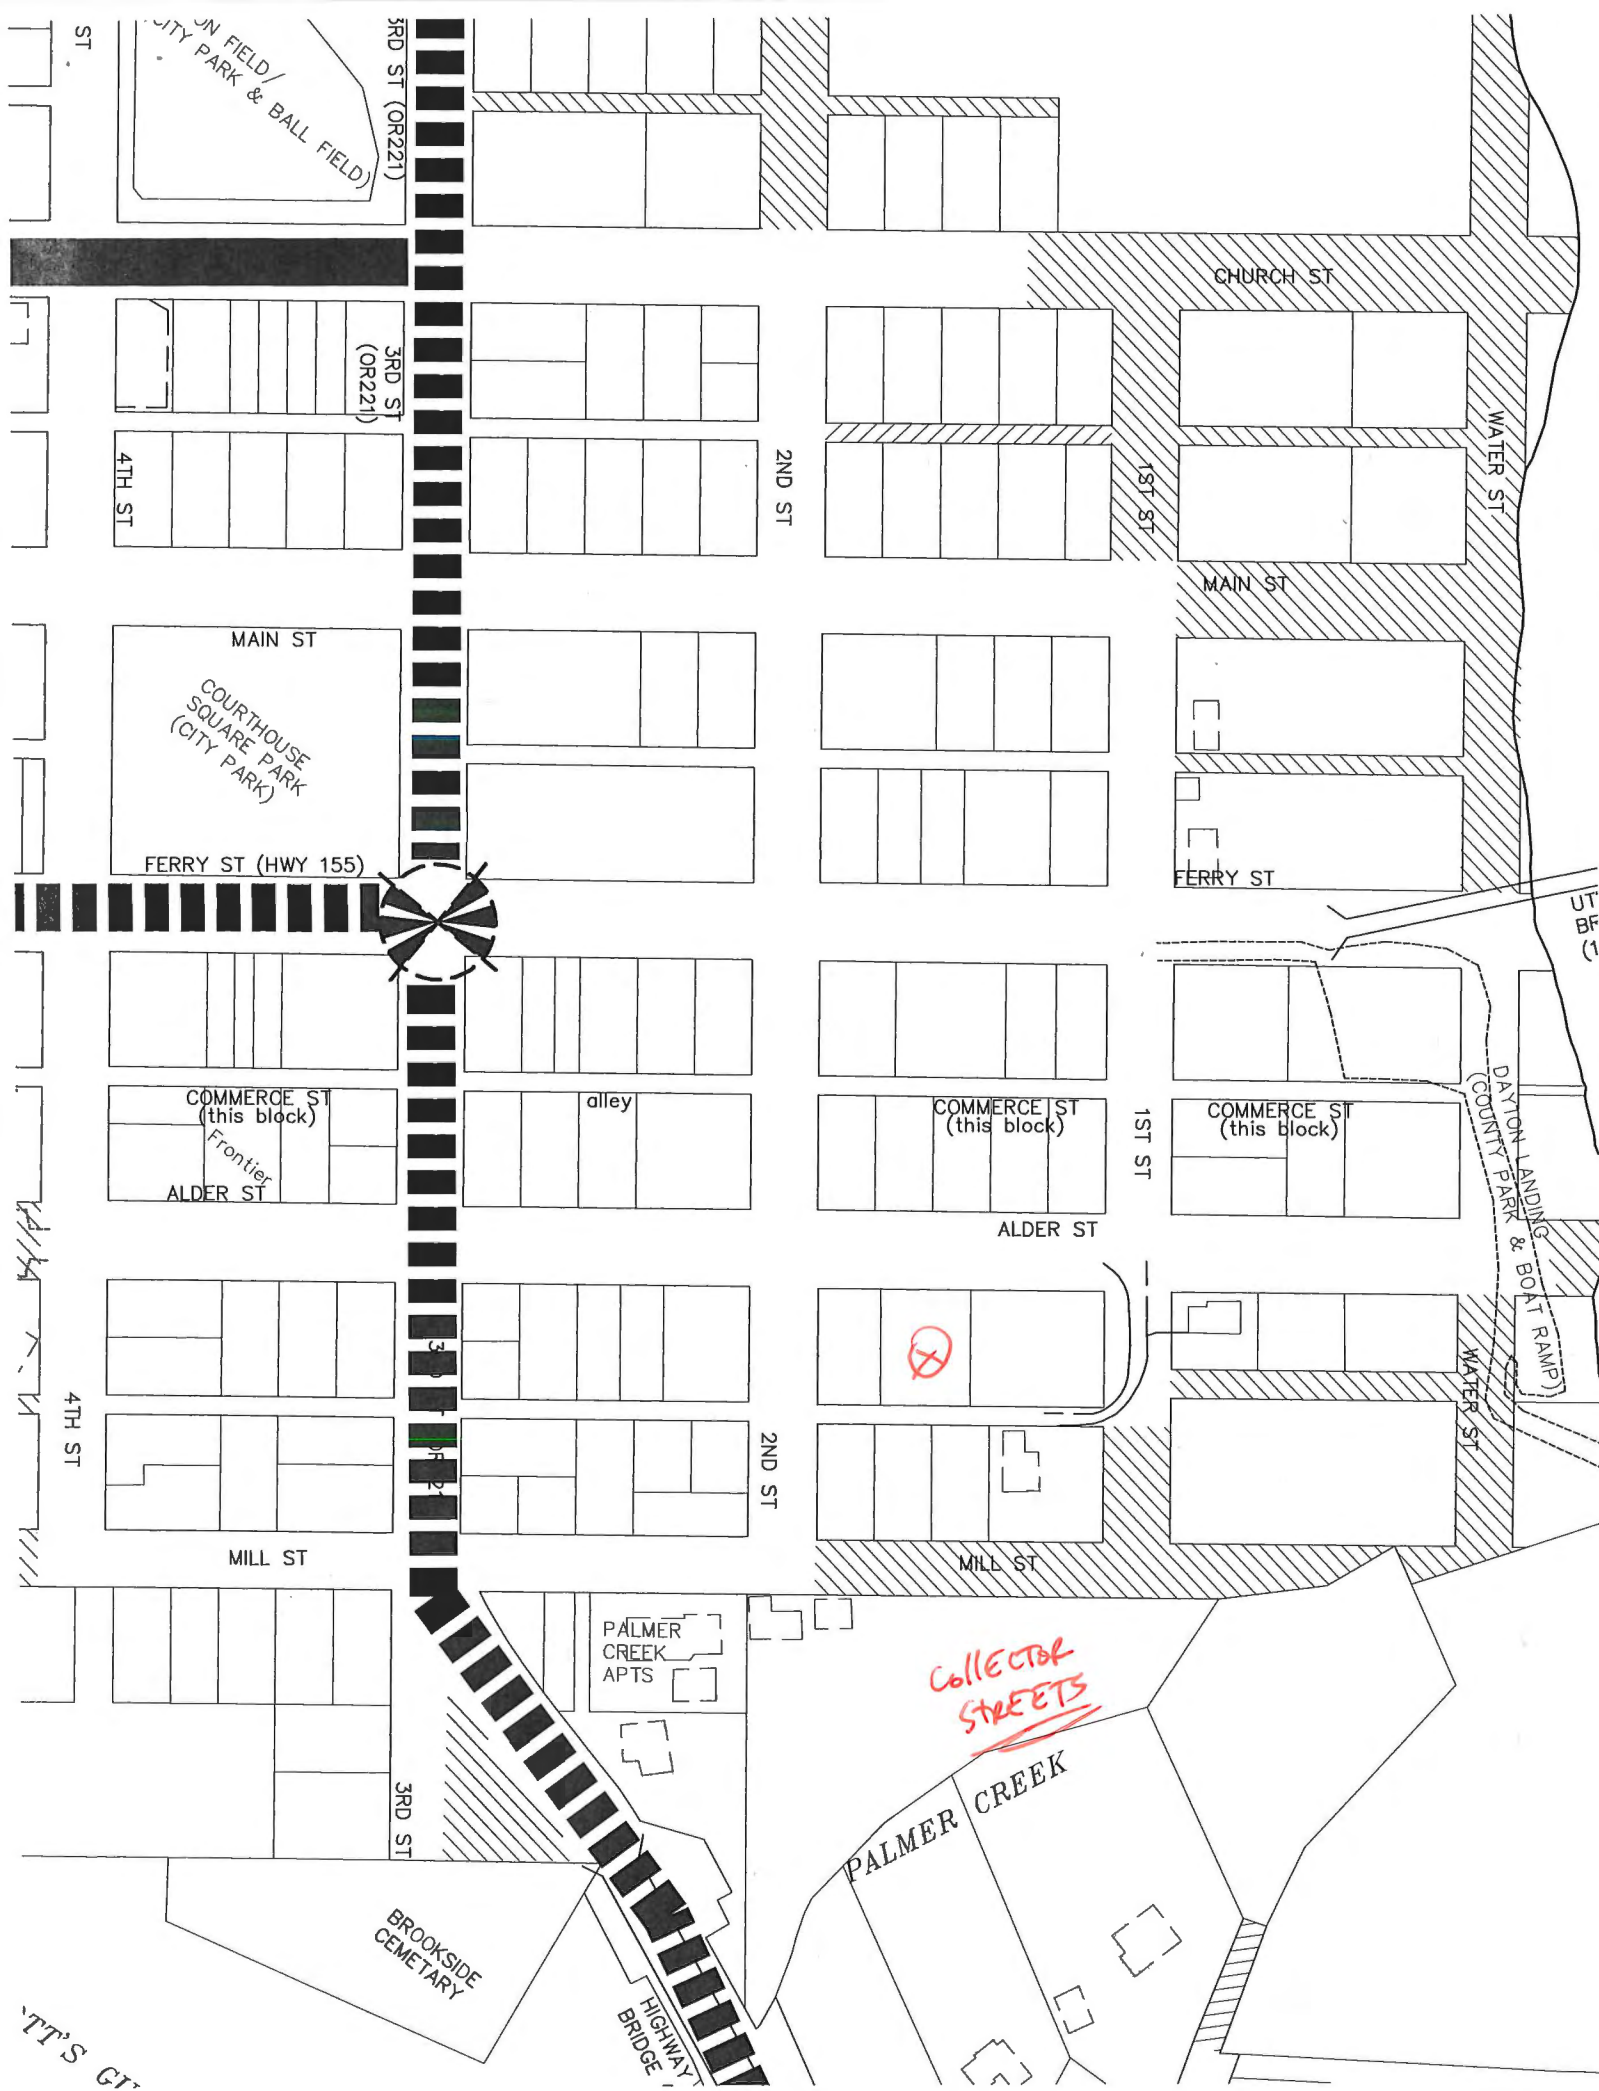 ST
ON FIELD/
CITY PARK & BALL FIELD)
3RD ST (OR221)
CHURCH ST
3RD ST
(OR221)
4TH ST
2ND ST
1ST ST
WATER ST
MAIN ST
MAIN ST
COURTHOUSE
SQUARE PARK
(CITY PARK)
FERRY ST (HWY 155)
FERRY ST
UT
BR
(1
COMMERCE ST
(this block)
Frontier
ALDER ST
alley
COMMERCE ST
(this block)
1ST ST
COMMERCE ST
(this block)
DAYTON LANDING
(COUNTY PARK & BOAT RAMP)
ALDER ST
X
4TH ST
2ND ST
WATER ST
MILL ST
MILL ST
PALMER
CREEK
APTS
COllECTOR
STREETS
PALMER CREEK
3RD ST
BROOKSIDE
CEMETARY
HIGHWAY
BRIDGE